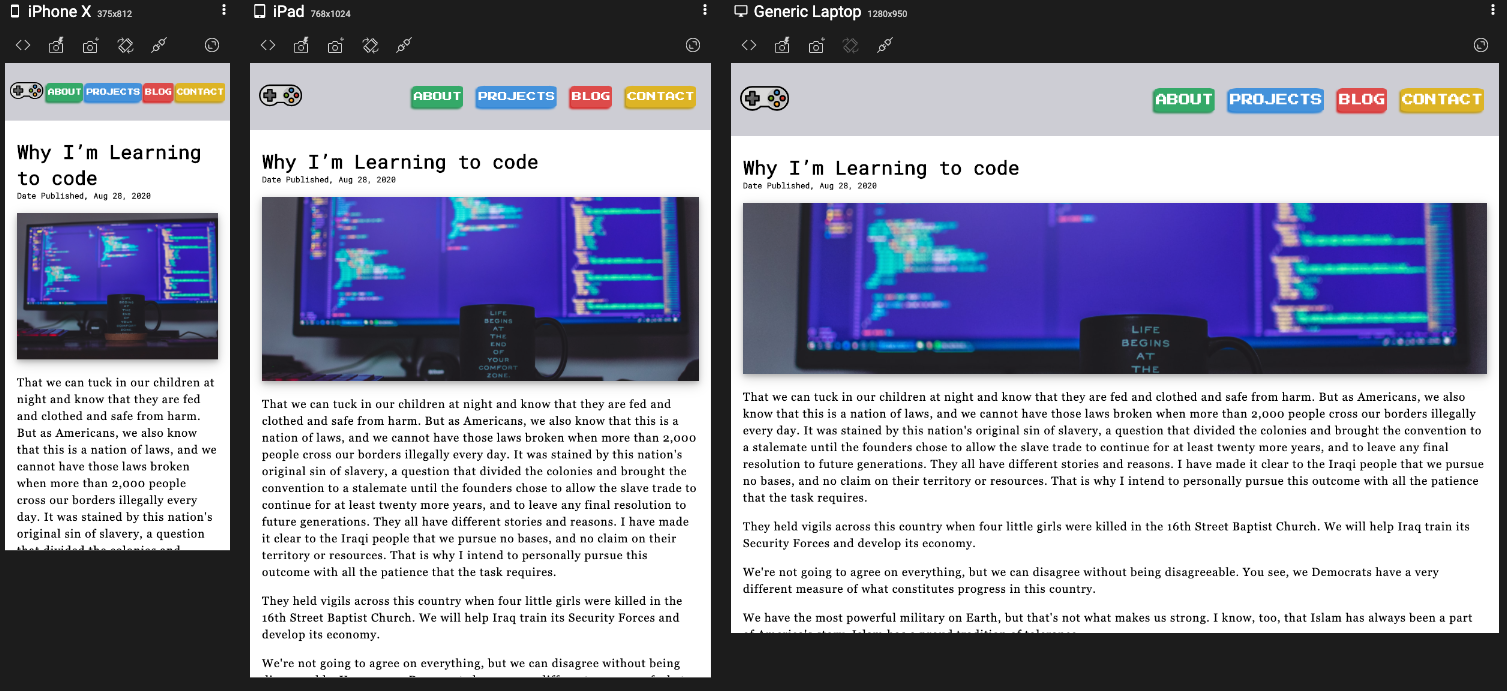 iPhone X 375x812
ABOUT PROJECTS BLOG CONTACT
Why I’m Learning
to code
Date Published, Aug 28, 2020
LIFE
BEGINS
AT THE
END
OF YOUR
COMFORT
ZONE
That we can tuck in our children at
night and know that they are fed
and clothed and safe from harm.
But as Americans, we also know
that this is a nation of laws, and we
cannot have those laws broken
when more than 2,000 people
cross our borders illegally every
day. It was stained by this nation's
original sin of slavery, a question
that divided the colonies and
iPad 768x1024
ABOUT PROJECTS BLOG CONTACT
Why I’m Learning to code
Date Published, Aug 28, 2020
LIFE
BEGINS
AT
THE
END
OF
YOUR
COMFORT
ZONE.
That we can tuck in our children at night and know that they are fed and
clothed and safe from harm. But as Americans, we also know that this is a
nation of laws, and we cannot have those laws broken when more than 2,000
people cross our borders illegally every day. It was stained by this nation's
original sin of slavery, a question that divided the colonies and brought the
convention to a stalemate until the founders chose to allow the slave trade to
continue for at least twenty more years, and to leave any final resolution to
future generations. They all have different stories and reasons. I have made
it clear to the Iraqi people that we pursue no bases, and no claim on their
territory or resources. That is why I intend to personally pursue this
outcome with all the patience that the task requires.
They held vigils across this country when four little girls were killed in the
16th Street Baptist Church. We will help Iraq train its Security Forces and
develop its economy.
We're not going to agree on everything, but we can disagree without being
Generic Laptop 1280x950
ABOUT PROJECTS BLOG CONTACT
Why I’m Learning to code
Date Published, Aug 28, 2020
LIFE
BEGINS
AT THE
That we can tuck in our children at night and know that they are fed and clothed and safe from harm. But as Americans, we also
know that this is a nation of laws, and we cannot have those laws broken when more than 2,000 people cross our borders illegally
every day. It was stained by this nation's original sin of slavery, a question that divided the colonies and brought the convention to
a stalemate until the founders chose to allow the slave trade to continue for at least twenty more years, and to leave any final
resolution to future generations. They all have different stories and reasons. I have made it clear to the Iraqi people that we pursue
no bases, and no claim on their territory or resources. That is why I intend to personally pursue this outcome with all the patience
that the task requires.
They held vigils across this country when four little girls were killed in the 16th Street Baptist Church. We will help Iraq train its
Security Forces and develop its economy.
We're not going to agree on everything, but we can disagree without being disagreeable. You see, we Democrats have a very
different measure of what constitutes progress in this country.
We have the most powerful military on Earth, but that's not what makes us strong. I know, too, that Islam has always been a part
of America's story. Islam has a proud tradition of tolerance.